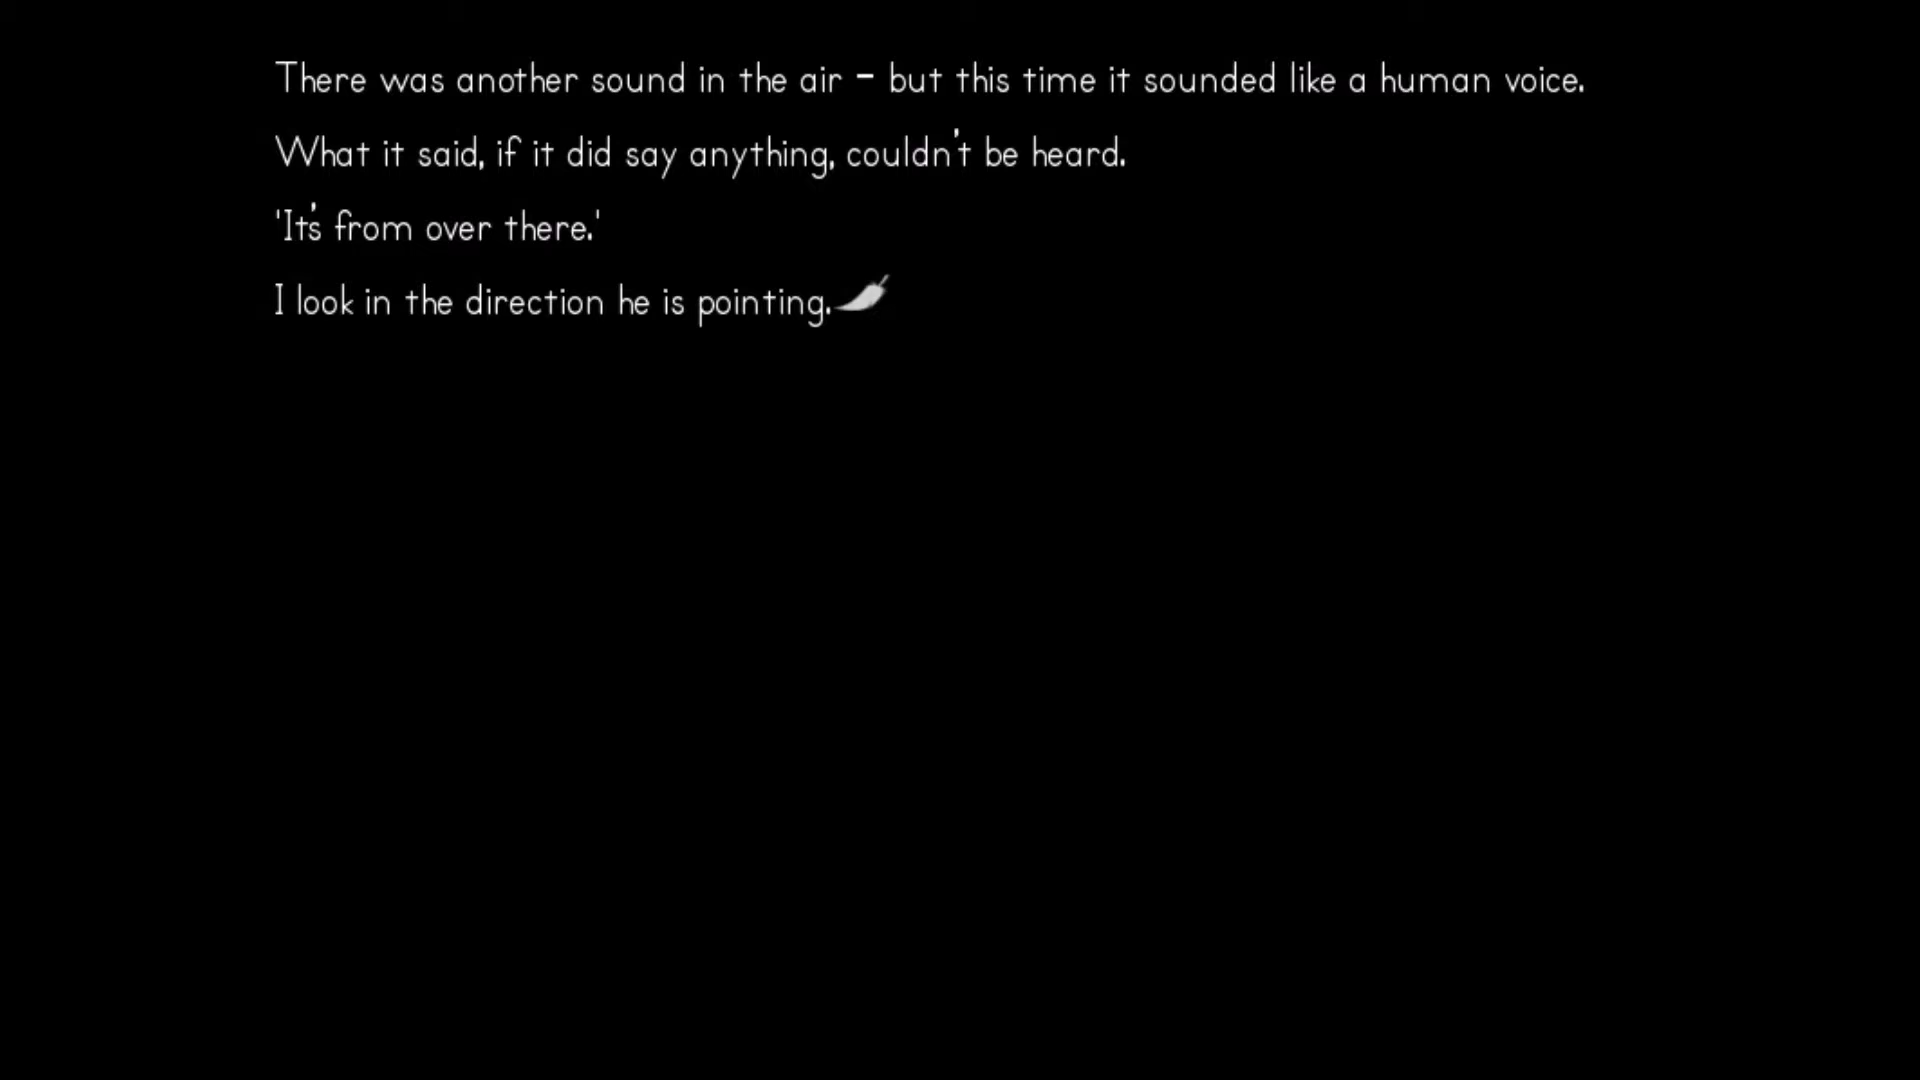 There was another sound in the air – but this time it sounded like a human voice.
What it said, if it did say anything, couldn't be heard.
'It's from over there.'
I look in the direction he is pointing.